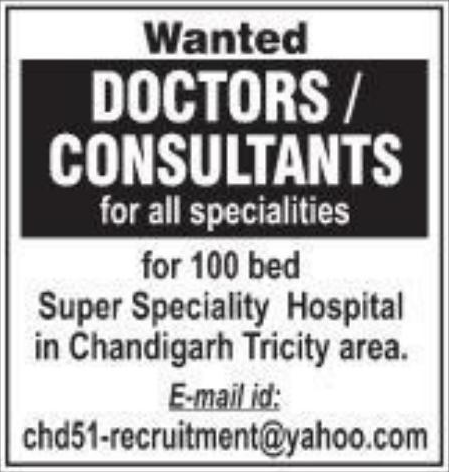 Wanted
DOCTORS /
CONSULTANTS
for all specialities
for 100 bed
Super Speciality Hospital
in Chandigarh Tricity area.
E-mail id:
chd51-recruitment@yahoo.com